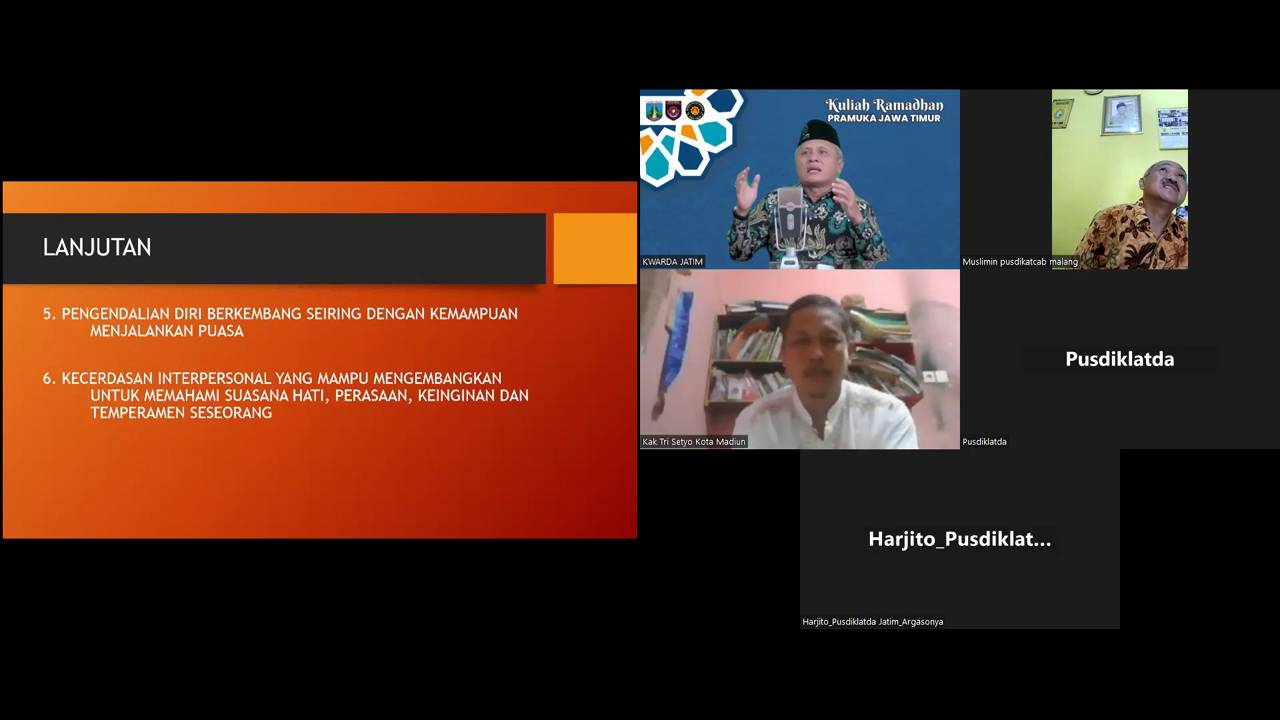 LANJUTAN
5. PENGENDALIAN DIRI BERKEMBANG SEIRING DENGAN KEMAMPUAN
MENJALANKAN PUASA
6. KECERDASAN INTERPERSONAL YANG MAMPU MENGEMBANGKAN
UNTUK MEMAHAMI SUASANA HATI, PERASAAN, KEINGINAN DAN
TEMPERAMEN SESEORANG
Kuliah Ramadhan
PRAMUKA JAWA TIMUR
KWARDA JATIM
Muslimin pusdikatcab malang
Kak Tri Setyo Kota Madiun
Pusdiklatda
Pusdiklatda
Harjito_Pusdiklat...
Harjito_Pusdiklatda Jatim_Argasonya